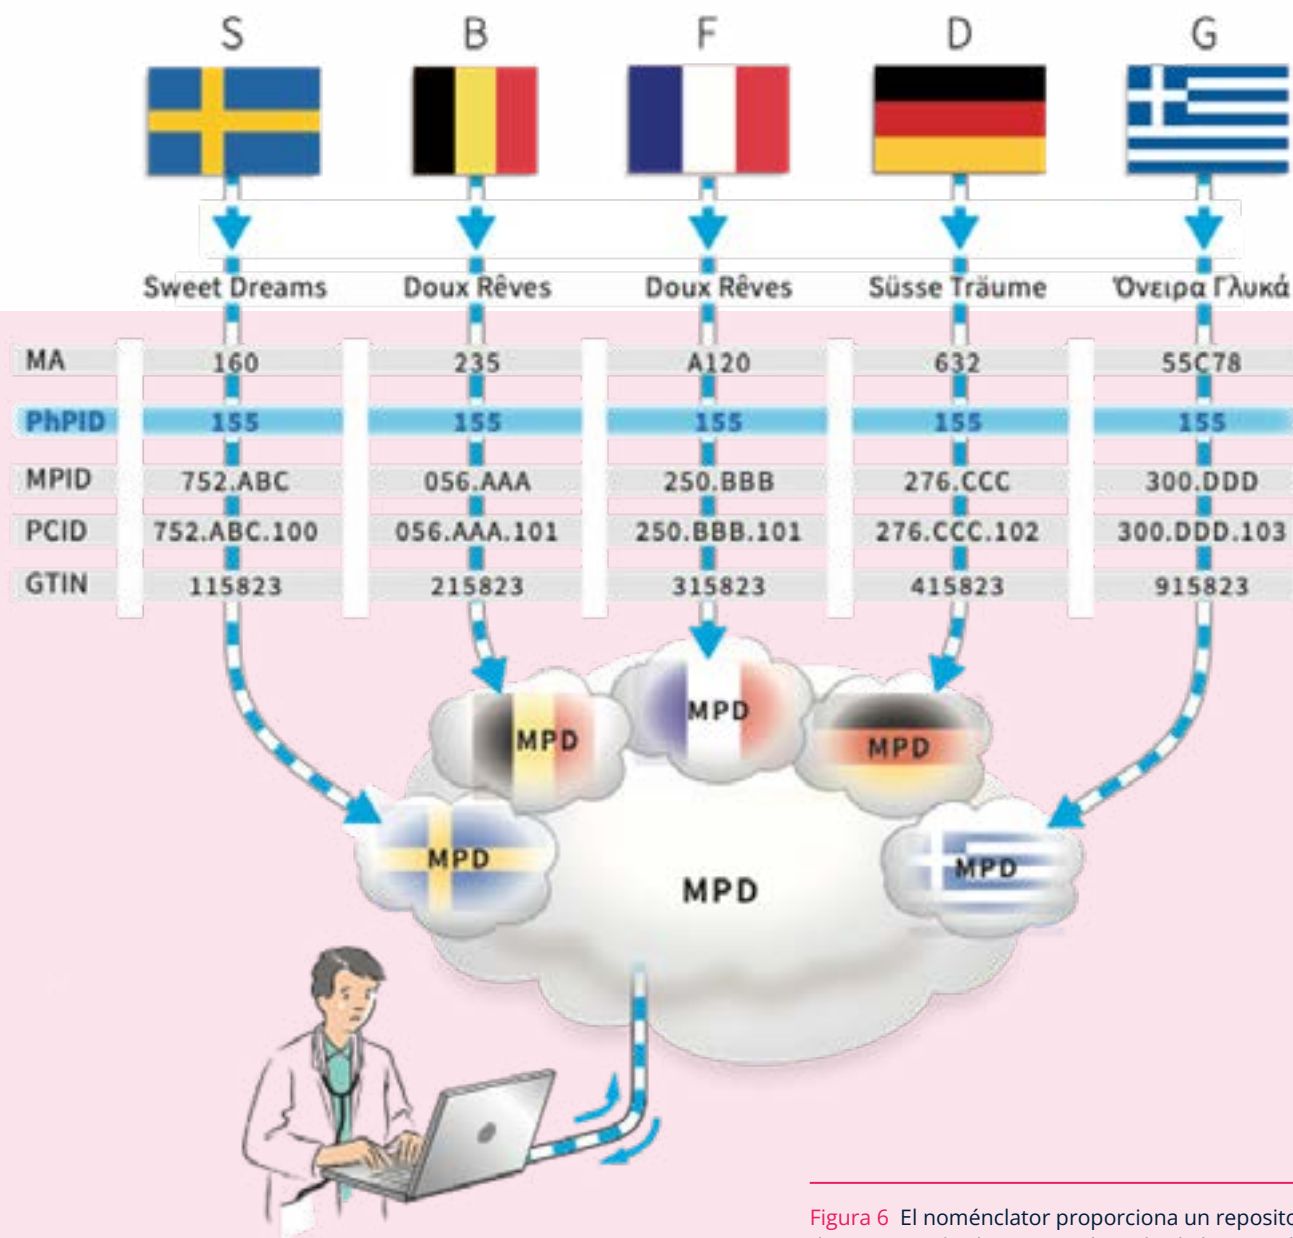 S B F D G
Sweet Dreams Doux Rêves Doux Rêves Süsse Träume Όνειρα Γλυκά
MA 160 235 A120 632 55C78
PhPID 155 155 155 155 155
MPID 752.ABC 056.AAA 250.BBB 276.CCC 300.DDD
PCID 752.ABC.100 056.AAA.101 250.BBB.101 276.CCC.102 300.DDD.103
GTIN 115823 215823 315823 415823 915823
MPD
MPD
MPD
MPD
MPD
MPD
Figura 6 El noménclator proporciona un reposito